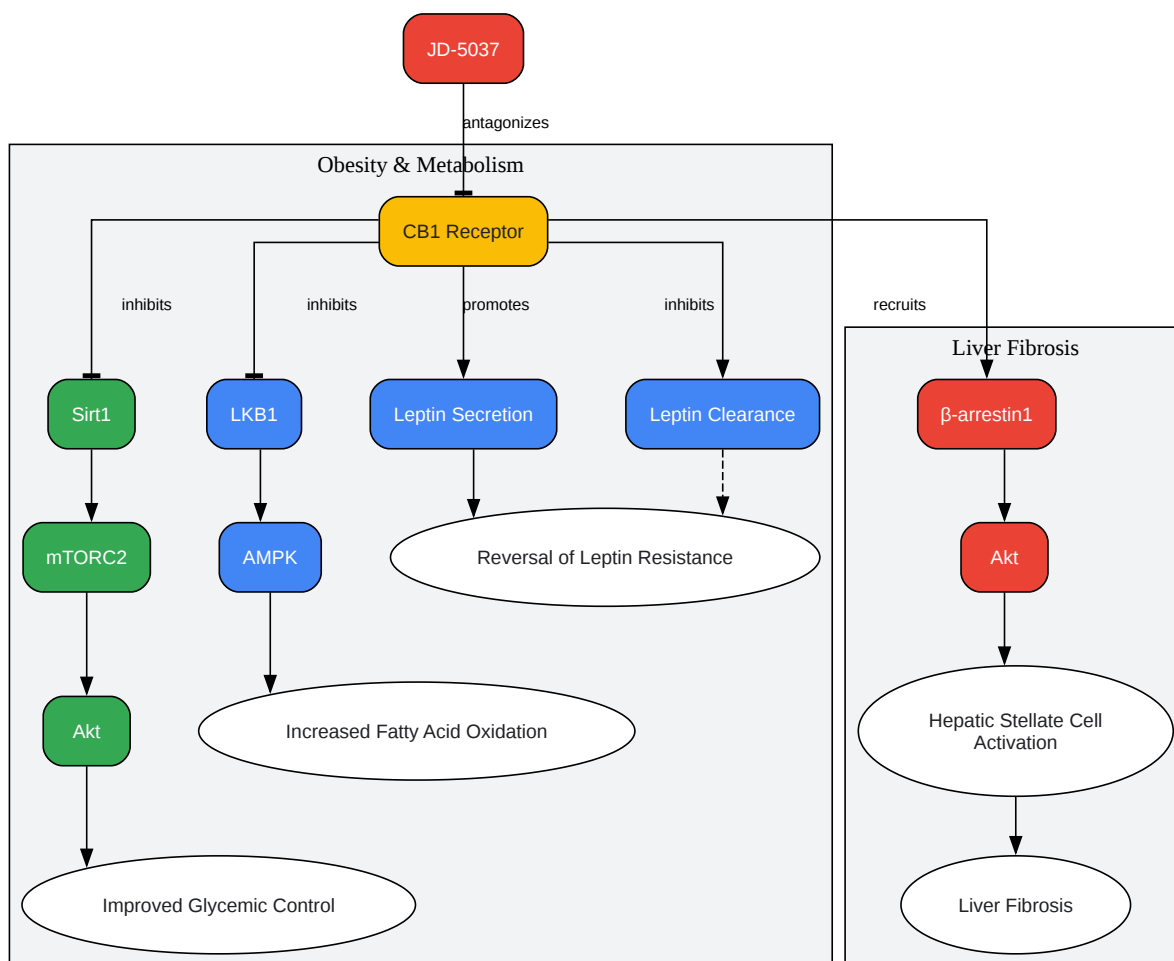 JD-5037
antagonizes
Obesity & Metabolism
CB1 Receptor
inhibits
inhibits
promotes
inhibits
recruits
Liver Fibrosis
Sirt1
LKB1
Leptin Secretion
Leptin Clearance
β-arrestin1
mTORC2
AMPK
Reversal of Leptin Resistance
Akt
Akt
Increased Fatty Acid Oxidation
Hepatic Stellate Cell
Activation
Improved Glycemic Control
Liver Fibrosis